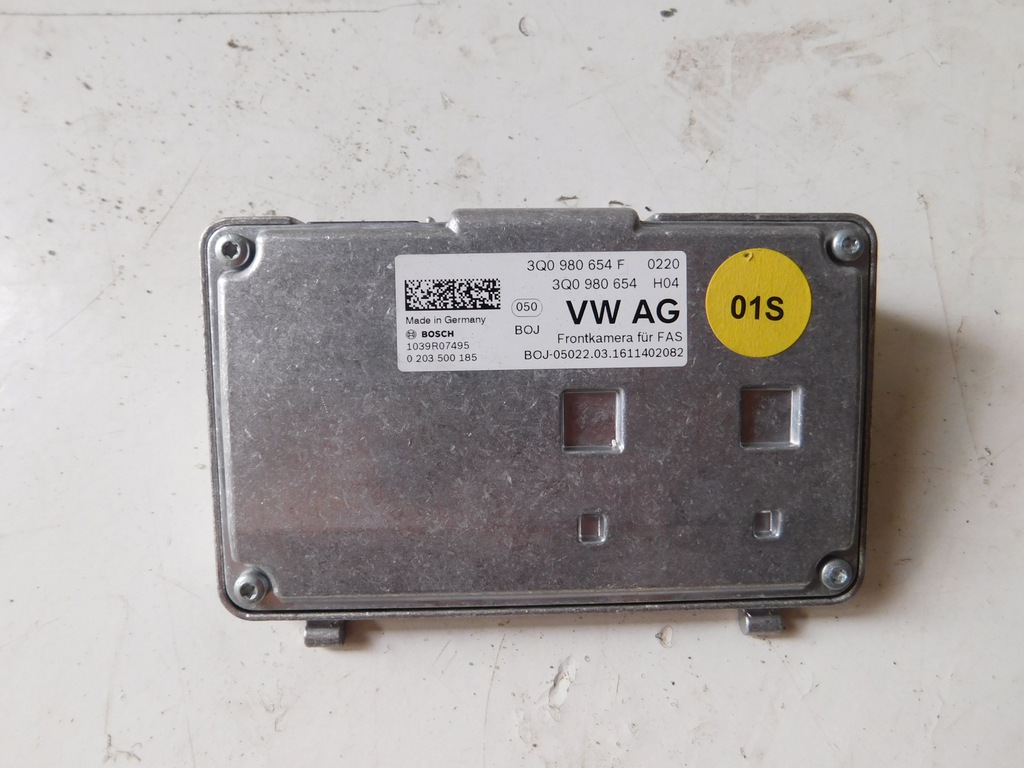 3Q0 980 654 F 0220
3Q0 980 654 H04
050 VW AG
Made in Germany
BOJ
BOSCH
Frontkamera für FAS
1039R07495
0 203 500 185
BOJ-05022.03.1611402082
01S